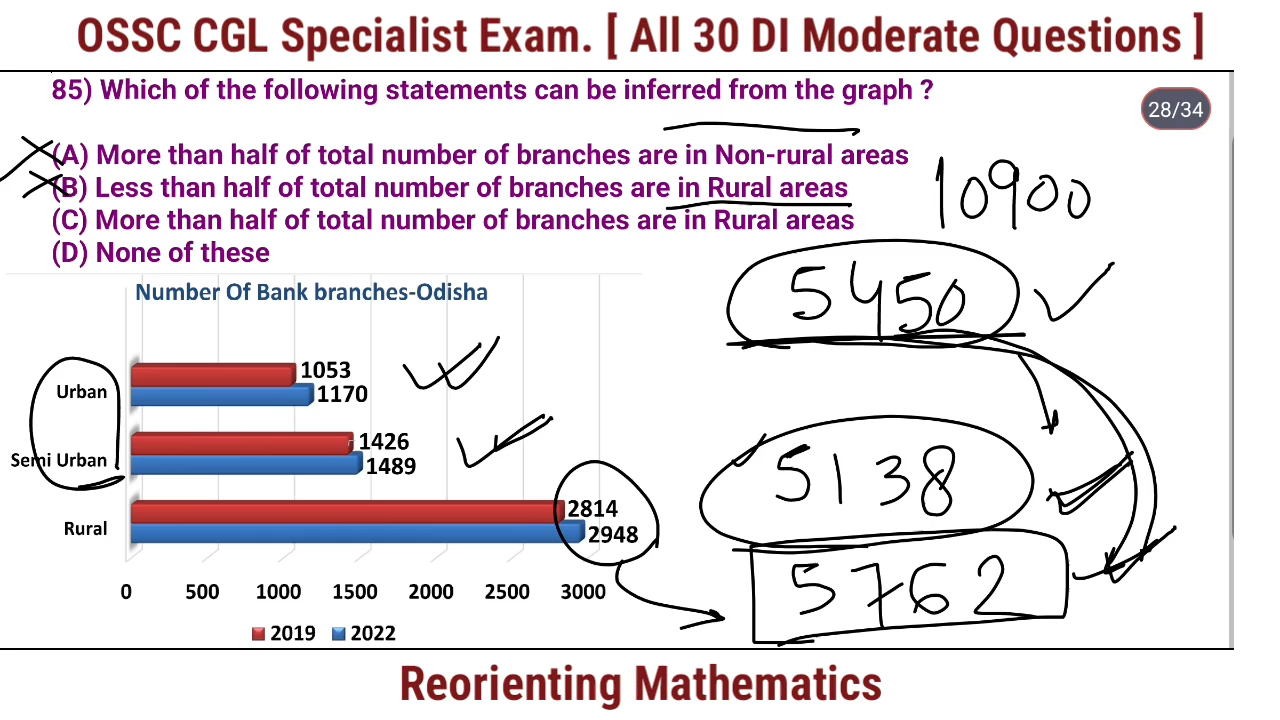 OSSC CGL Specialist Exam. [ All 30 DI Moderate Questions ]
85) Which of the following statements can be inferred from the graph ?
28/34
(A) More than half of total number of branches are in Non-rural areas
(B) Less than half of total number of branches are in Rural areas
(C) More than half of total number of branches are in Rural areas
(D) None of these
10900
5450
Number Of Bank branches-Odisha
1053
Urban
1170
1426
Semi Urban
1489
5138
2814
Rural
2948
5762
0 500 1000 1500 2000 2500 3000
2019 2022
Reorienting Mathematics